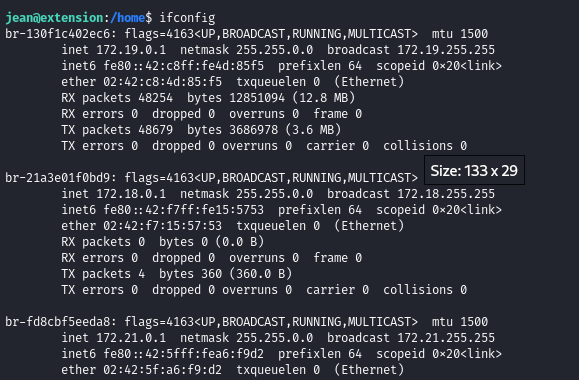 jean@extension:/home$ ifconfig
br-130f1c402ec6: flags=4163<UP,BROADCAST,RUNNING,MULTICAST>  mtu 1500
        inet 172.19.0.1  netmask 255.255.0.0  broadcast 172.19.255.255
        inet6 fe80::42:c8ff:fe4d:85f5  prefixlen 64  scopeid 0×20<link>
        ether 02:42:c8:4d:85:f5  txqueuelen 0  (Ethernet)
        RX packets 48254  bytes 12851094 (12.8 MB)
        RX errors 0  dropped 0  overruns 0  frame 0
        TX packets 48679  bytes 3686978 (3.6 MB)
        TX errors 0  dropped 0 overruns 0  carrier 0  collisions 0
Size: 133 x 29
br-21a3e01f0bd9: flags=4163<UP,BROADCAST,RUNNING,MULTICAST>
        inet 172.18.0.1  netmask 255.255.0.0  broadcast 172.18.255.255
        inet6 fe80::42:f7ff:fe15:5753  prefixlen 64  scopeid 0×20<link>
        ether 02:42:f7:15:57:53  txqueuelen 0  (Ethernet)
        RX packets 0  bytes 0 (0.0 B)
        RX errors 0  dropped 0  overruns 0  frame 0
        TX packets 4  bytes 360 (360.0 B)
        TX errors 0  dropped 0 overruns 0  carrier 0  collisions 0
br-fd8cbf5eeda8: flags=4163<UP,BROADCAST,RUNNING,MULTICAST>  mtu 1500
        inet 172.21.0.1  netmask 255.255.0.0  broadcast 172.21.255.255
        inet6 fe80::42:5fff:fea6:f9d2  prefixlen 64  scopeid 0×20<link>
        ether 02:42:5f:a6:f9:d2  txqueuelen 0  (Ethernet)